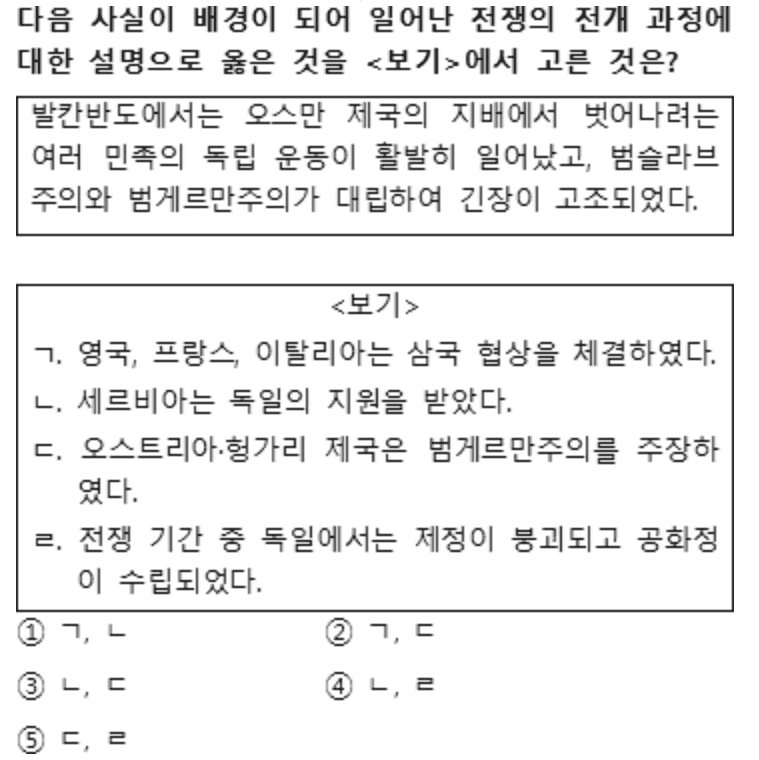 다음 사실이 배경이 되어 일어난 전쟁의 전개 과정에
대한 설명으로 옳은 것을 <보기>에서 고른 것은?
발칸반도에서는 오스만 제국의 지배에서 벗어나려는
여러 민족의 독립 운동이 활발히 일어났고, 범슬라브
주의와 범게르만주의가 대립하여 긴장이 고조되었다.
<보기>
ㄱ. 영국, 프랑스, 이탈리아는 삼국 협상을 체결하였다.
ㄴ. 세르비아는 독일의 지원을 받았다.
ㄷ. 오스트리아·헝가리 제국은 범게르만주의를 주장하
였다.
ㄹ. 전쟁 기간 중 독일에서는 제정이 붕괴되고 공화정
이 수립되었다.
① ㄱ, ㄴ ② ㄱ, ㄷ
③ ㄴ, ㄷ ④ ㄴ, ㄹ
⑤ ㄷ, ㄹ